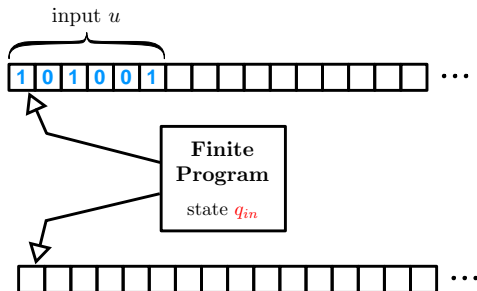 input u
1 0 1 0 0 1
...
Finite
Program
state q_in
...